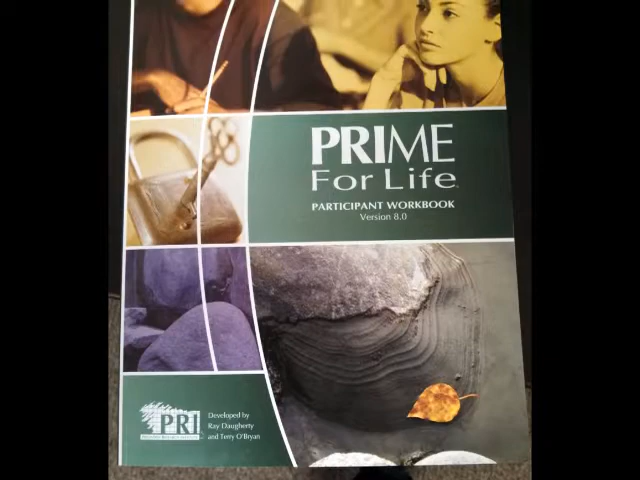 PRIME
For Life
PARTICIPANT WORKBOOK
Version 8.0
PRI
Developed by
Ray Daugherty
and Terry O'Bryan